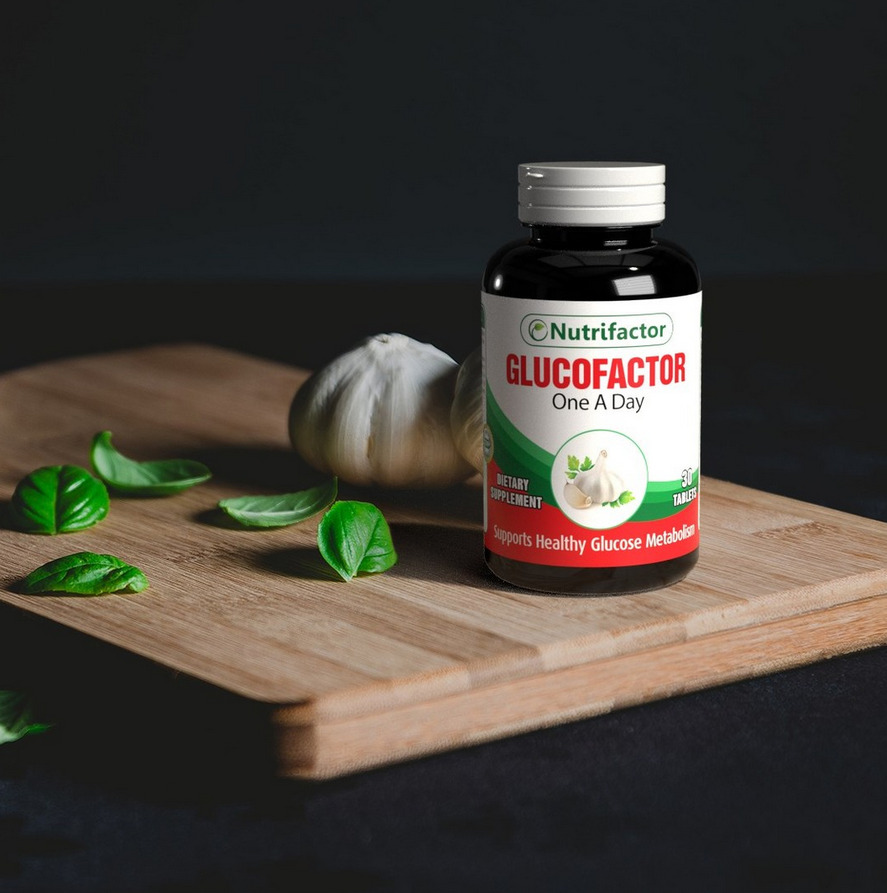 Nutrifactor
GLUCOFACTOR
One A Day
DIETARY
SUPPLEMENT
30
TABLETS
Supports Healthy Glucose Metabolism